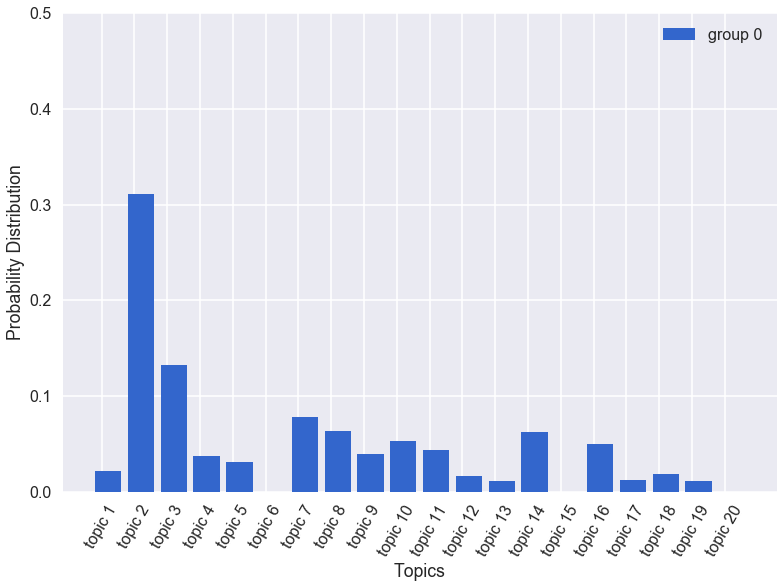 0.5
0.4
0.3
0.2
0.1
0.0
Probability Distribution
group 0
topic 1
topic 2
topic 3
topic 4
topic 5
topic 6
topic 7
topic 8
topic 9
topic 10
topic 11
topic 12
topic 13
topic 14
topic 15
topic 16
topic 17
topic 18
topic 19
topic 20
Topics